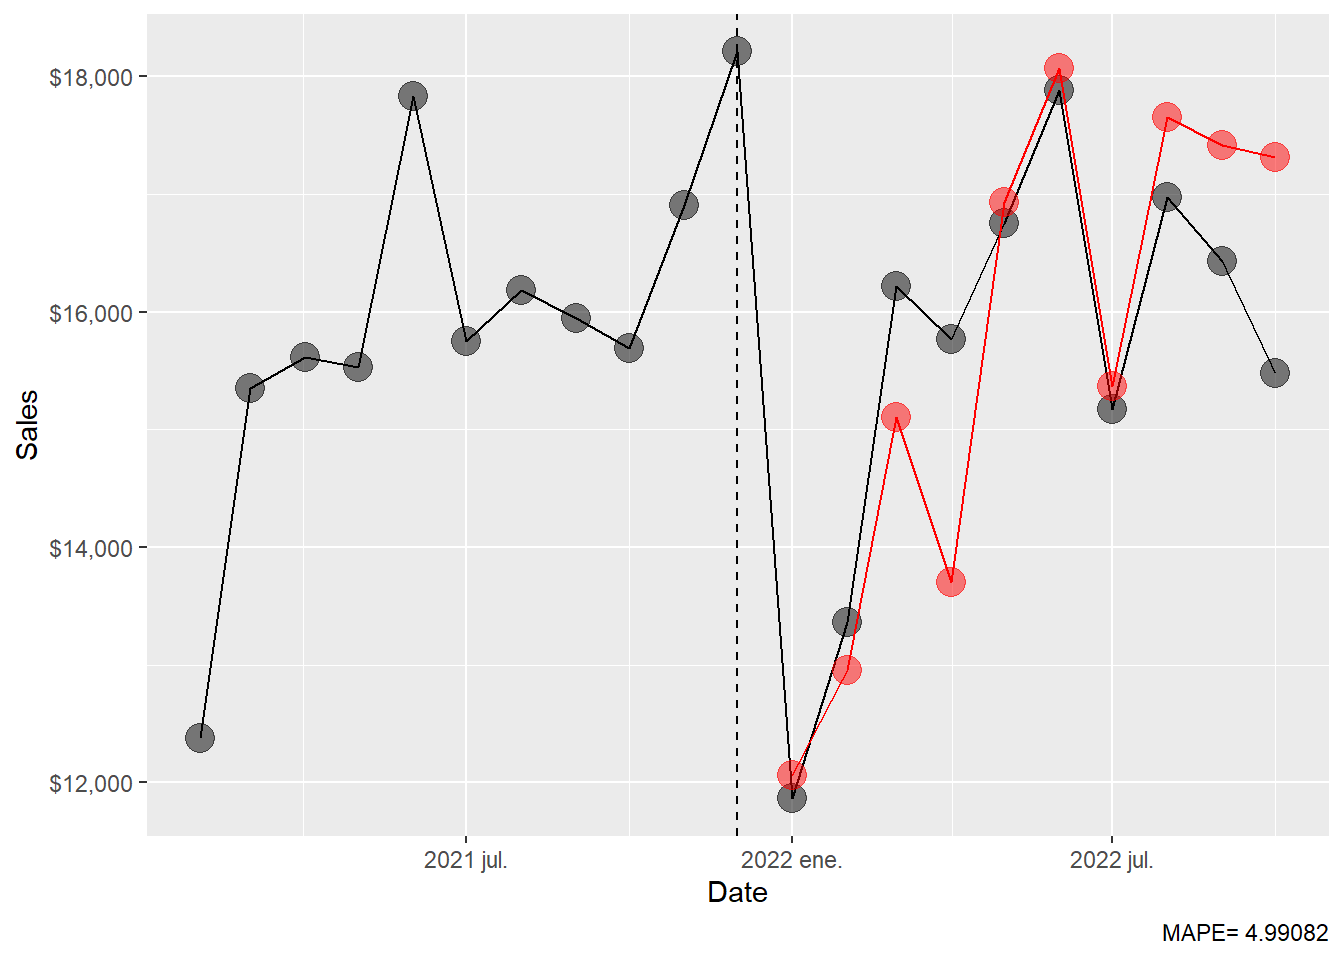 $18,000
$16,000
$14,000
$12,000
Sales
2021 jul.
2022 ene.
2022 jul.
Date
MAPE= 4.99082